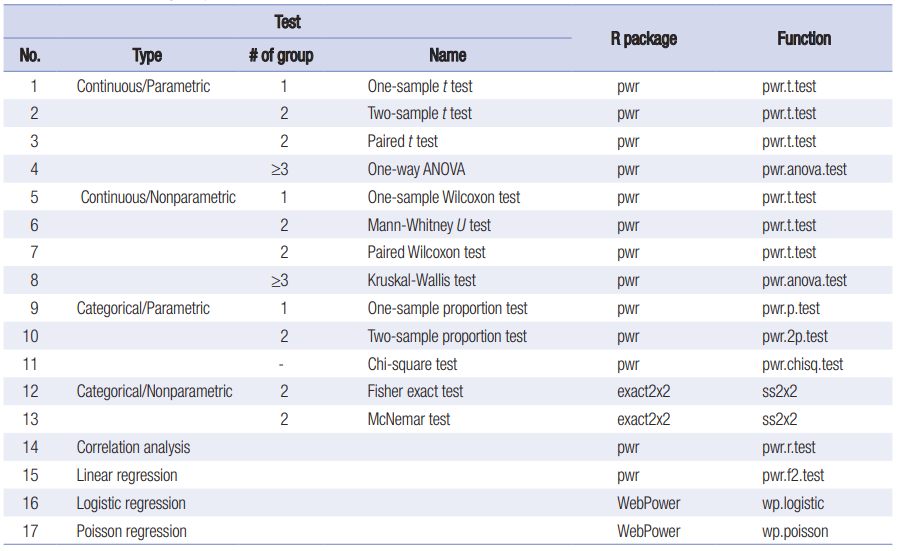 Test
R package Function
No. Type # of group Name
1 Continuous/Parametric 1 One-sample t test pwr pwr.t.test
2 2 Two-sample t test pwr pwr.t.test
3 2 Paired t test pwr pwr.t.test
4 ≥3 One-way ANOVA pwr pwr.anova.test
5 Continuous/Nonparametric 1 One-sample Wilcoxon test pwr pwr.t.test
6 2 Mann-Whitney U test pwr pwr.t.test
7 2 Paired Wilcoxon test pwr pwr.t.test
8 ≥3 Kruskal-Wallis test pwr pwr.anova.test
9 Categorical/Parametric 1 One-sample proportion test pwr pwr.p.test
10 2 Two-sample proportion test pwr pwr.2p.test
11 - Chi-square test pwr pwr.chisq.test
12 Categorical/Nonparametric 2 Fisher exact test exact2x2 ss2x2
13 2 McNemar test exact2x2 ss2x2
14 Correlation analysis pwr pwr.r.test
15 Linear regression pwr pwr.f2.test
16 Logistic regression WebPower wp.logistic
17 Poisson regression WebPower wp.poisson